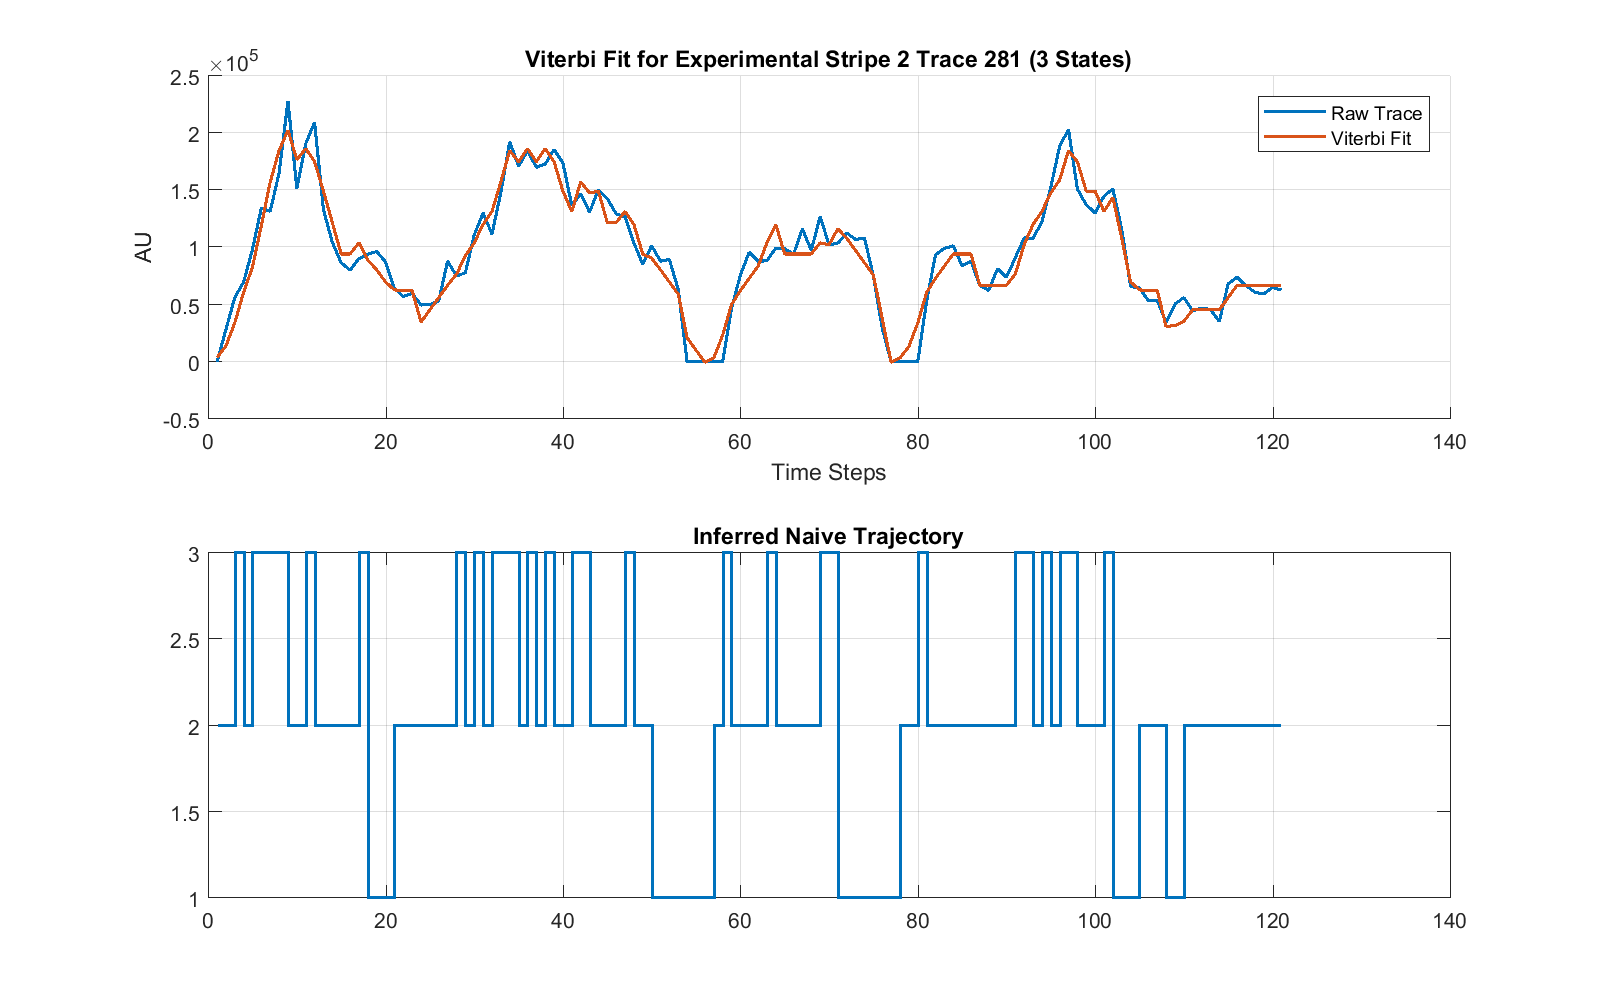 Viterbi Fit for Experimental Stripe 2 Trace 281 (3 States)
×10^5
2.5
2
1.5
1
0.5
0
-0.5
AU
Raw Trace
Viterbi Fit
0 20 40 60 80 100 120 140
Time Steps
Inferred Naive Trajectory
3
2.5
2
1.5
1
0 20 40 60 80 100 120 140